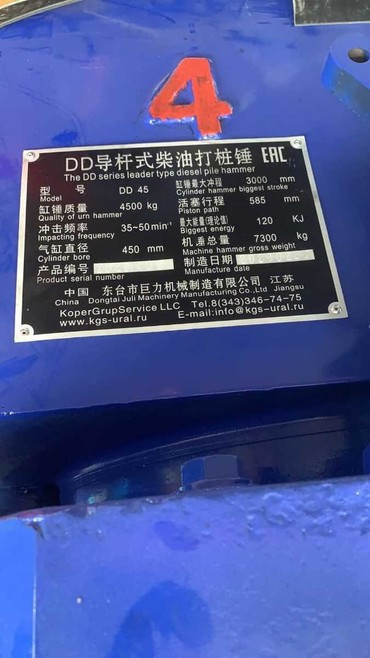 4
DD导杆式柴油打桩锤 EAC
The DD series leader type diesel pile hammer
型 号 DD 45 缸锤最大冲程 3000 mm
Model Cylinder hammer biggest stroke
缸锤质量 4500 kg 活塞行程 585 mm
Quality of urn hammer Piston path
冲击频率 35~50min⁻¹ 最大能量(理论值) 120 KJ
Impacting frequency Biggest energy
气缸直径 450 mm 机锤总量 7300 kg
Cylinder bore Machine hammer gross weight
产品编号 制造日期
Product serial number Manufacture date
中国 东台市巨力机械制造有限公司 江苏
China Dongtai Juli Machinery Manufacturing Co.,Ltd Jiangsu
KoperGrupService LLC Tel.8(343)346-74-75
www.kgs-ural.ru E-mail:info@kgs-ural.ru